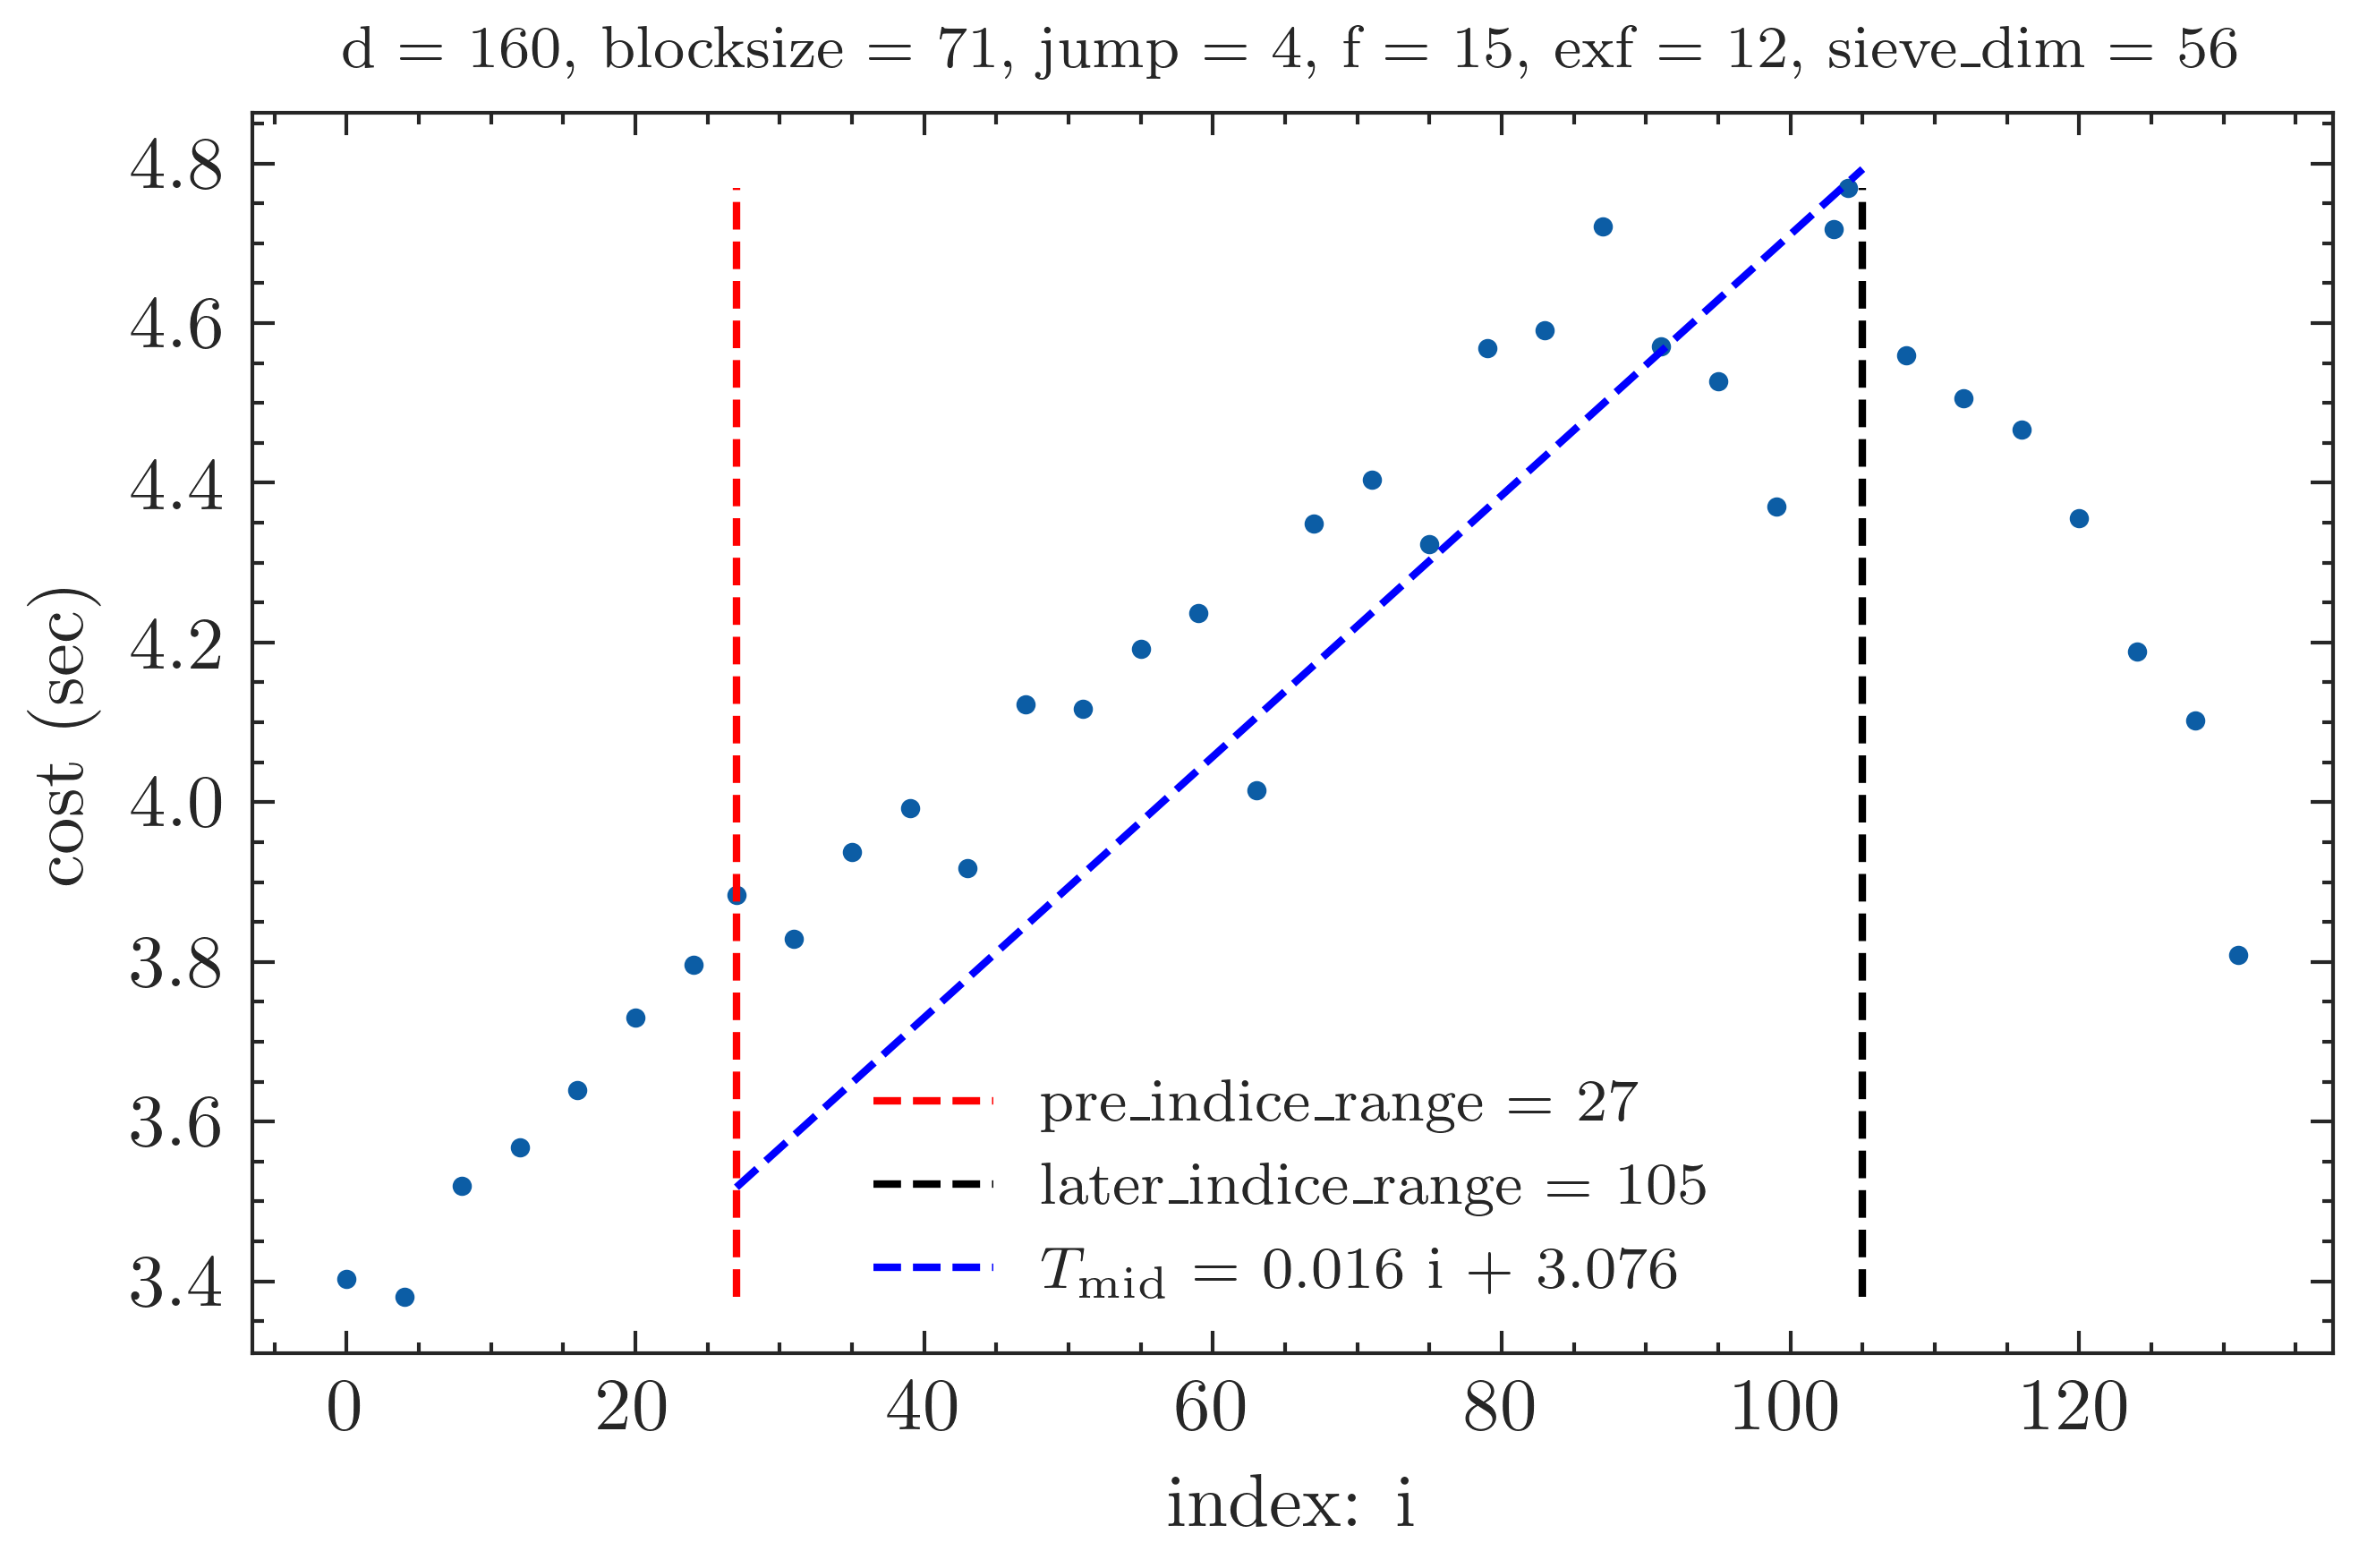 d = 160, blocksize = 71, jump = 4, f = 15, exf = 12, sieve_dim = 56
4.8
4.6
4.4
4.2
4.0
3.8
3.6
3.4
cost (sec)
pre_indice_range = 27
later_indice_range = 105
T_mid = 0.016 i + 3.076
0 20 40 60 80 100 120
index: i